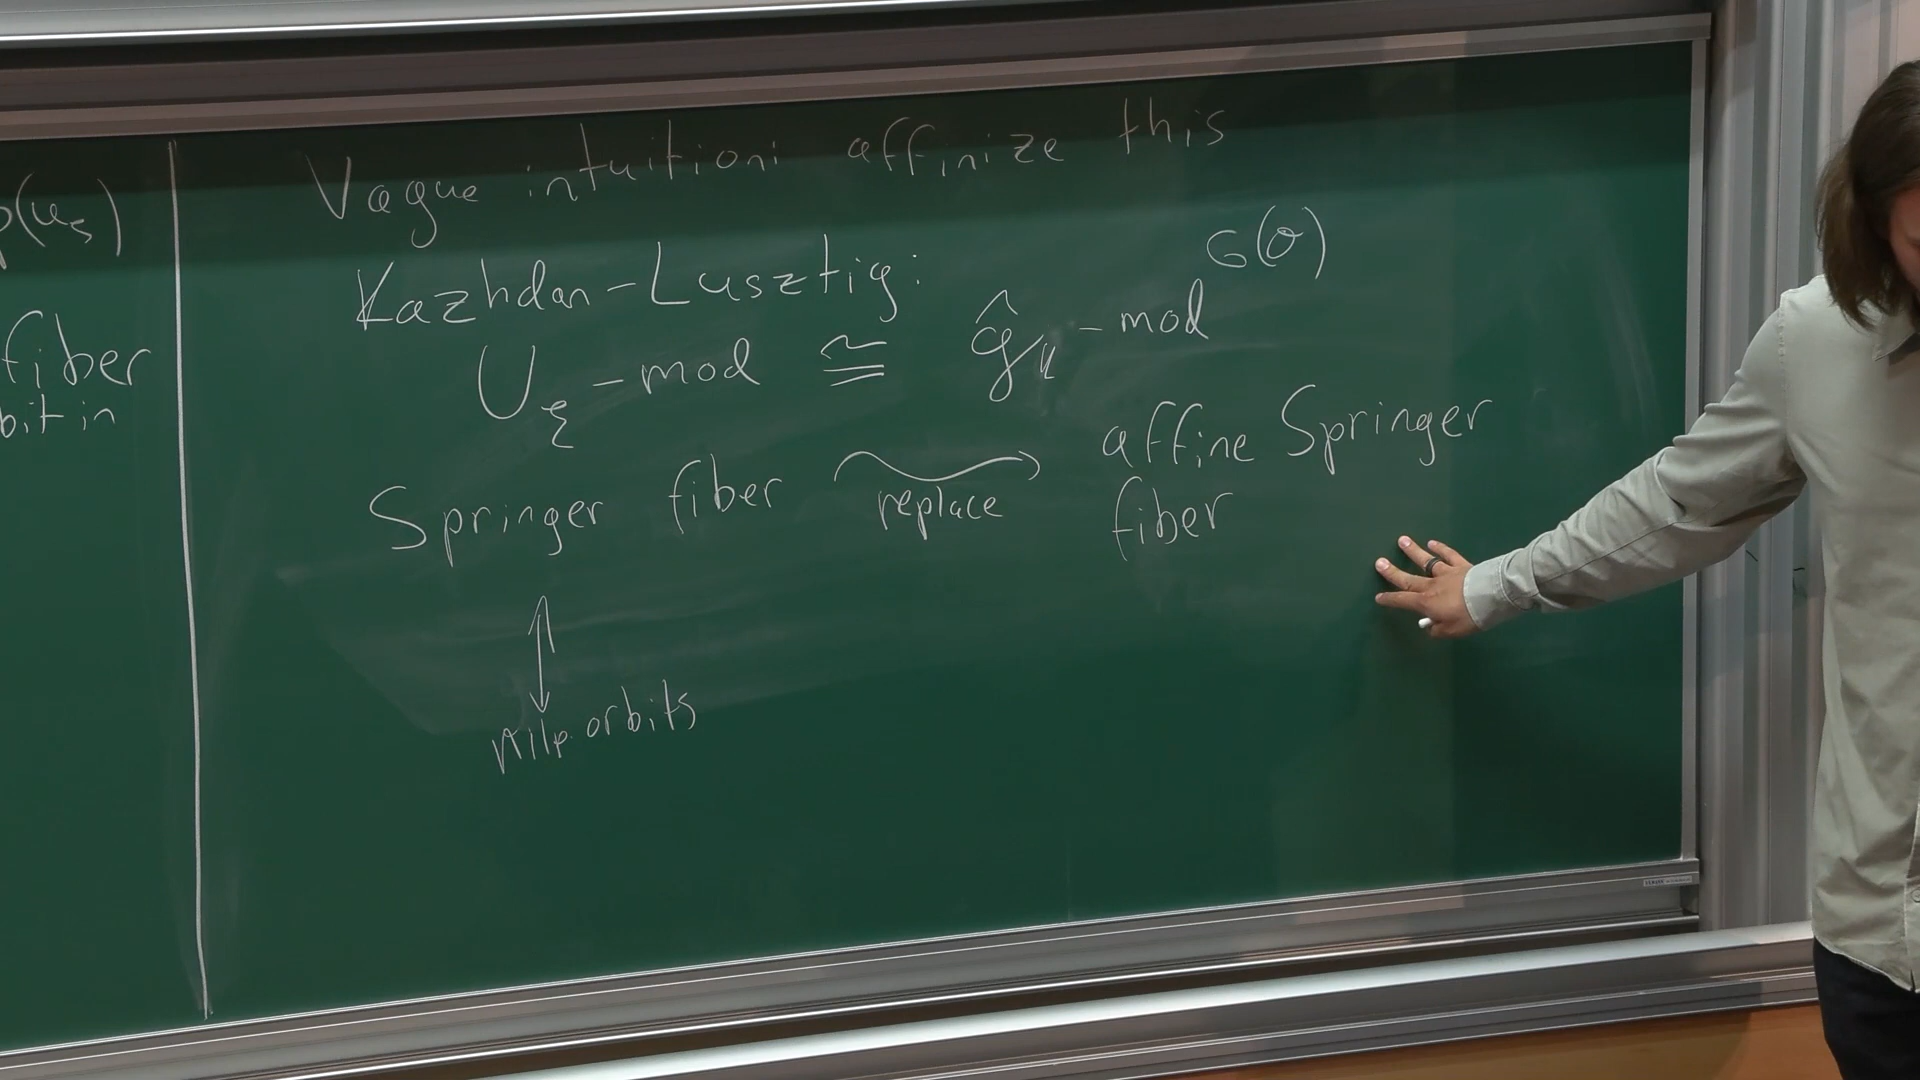 (u_ζ)
fiber
bit in
Vague intuition: affinize this
Kazhdan-Lusztig:
U_ξ -mod ≅ ĝ_κ -mod^G(O)
Springer fiber replace affine Springer
fiber
nilp. orbits